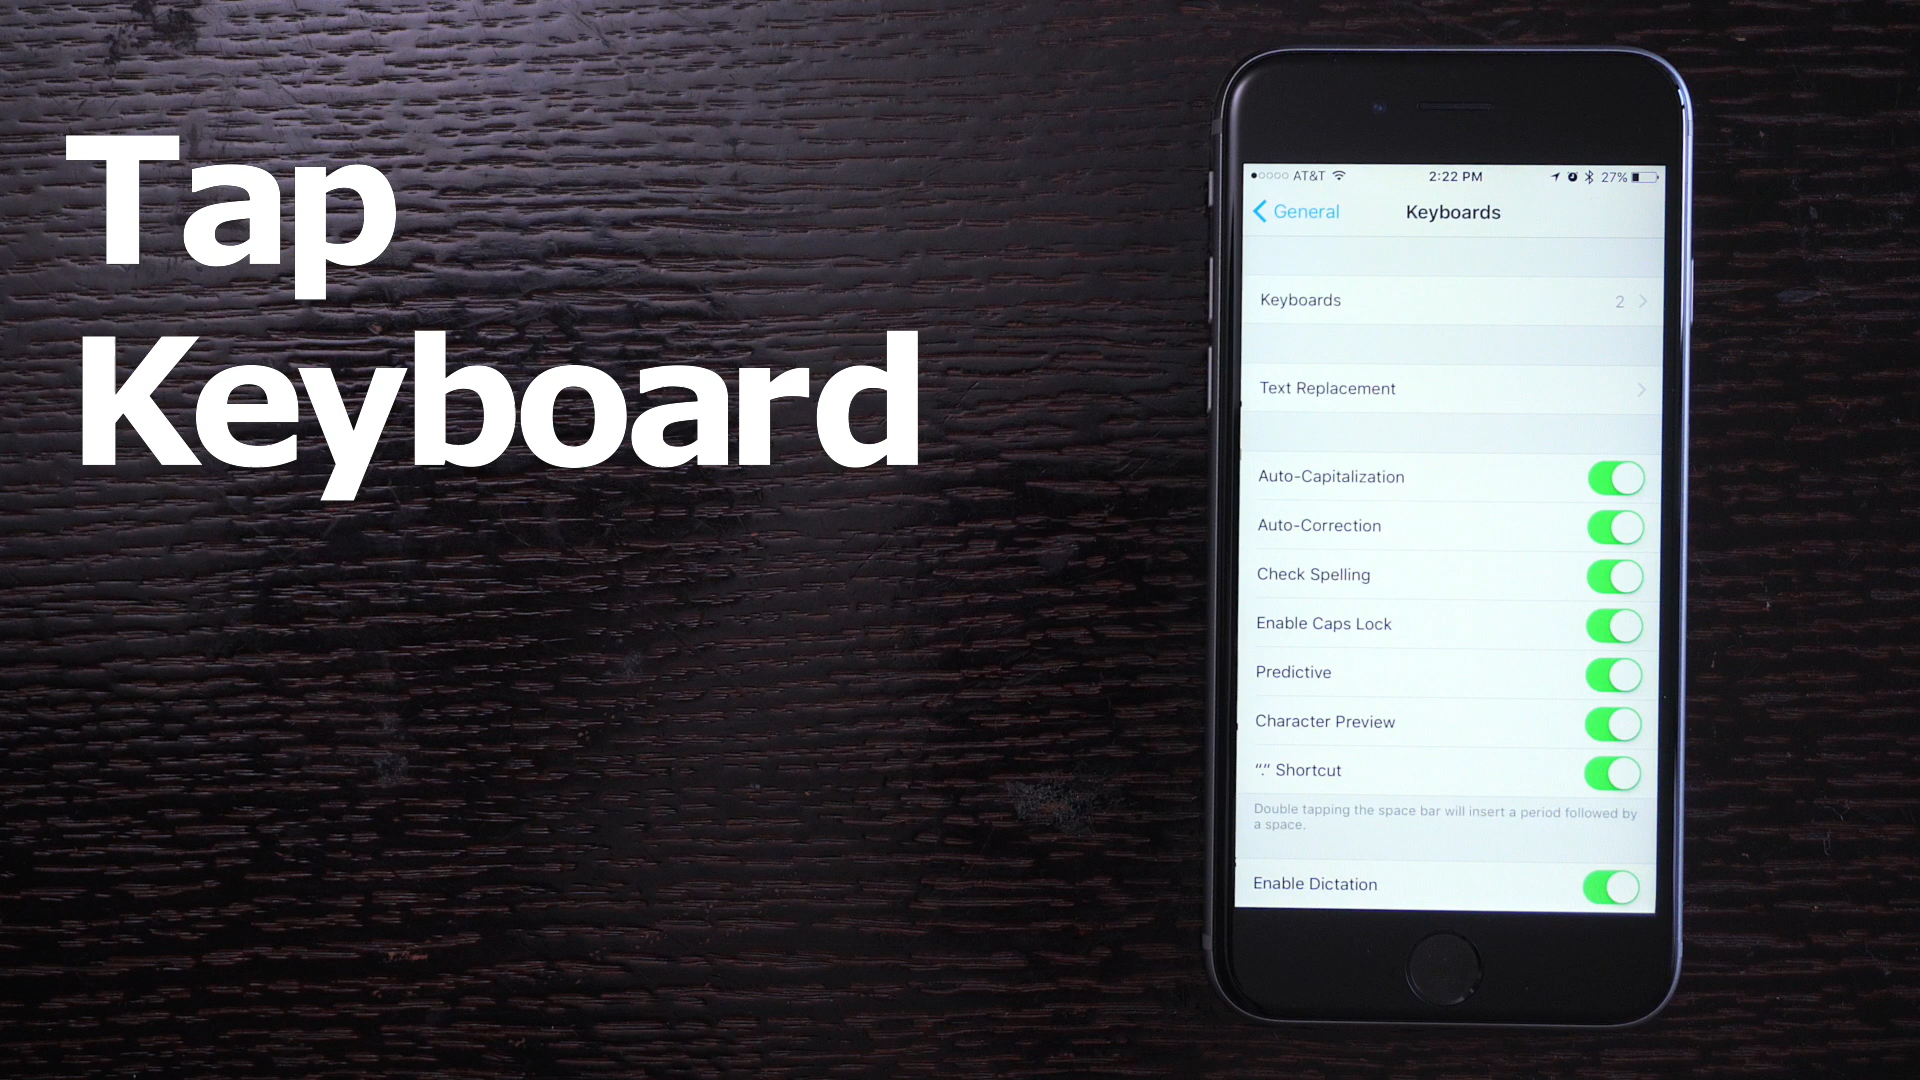 Tap
Keyboard
AT&T 2:22 PM 27%
General Keyboards
Keyboards 2
Text Replacement
Auto-Capitalization
Auto-Correction
Check Spelling
Enable Caps Lock
Predictive
Character Preview
“.” Shortcut
Double tapping the space bar will insert a period followed by
a space.
Enable Dictation